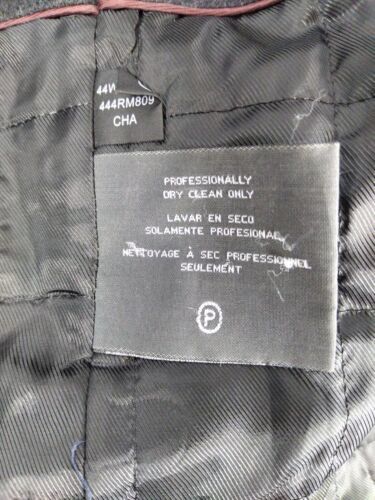 44W
444RM809
CHA
PROFESSIONALLY
DRY CLEAN ONLY
LAVAR EN SECO
SOLAMENTE PROFESIONAL
NETTOYAGE À SEC PROFESSIONNEL
SEULEMENT
P